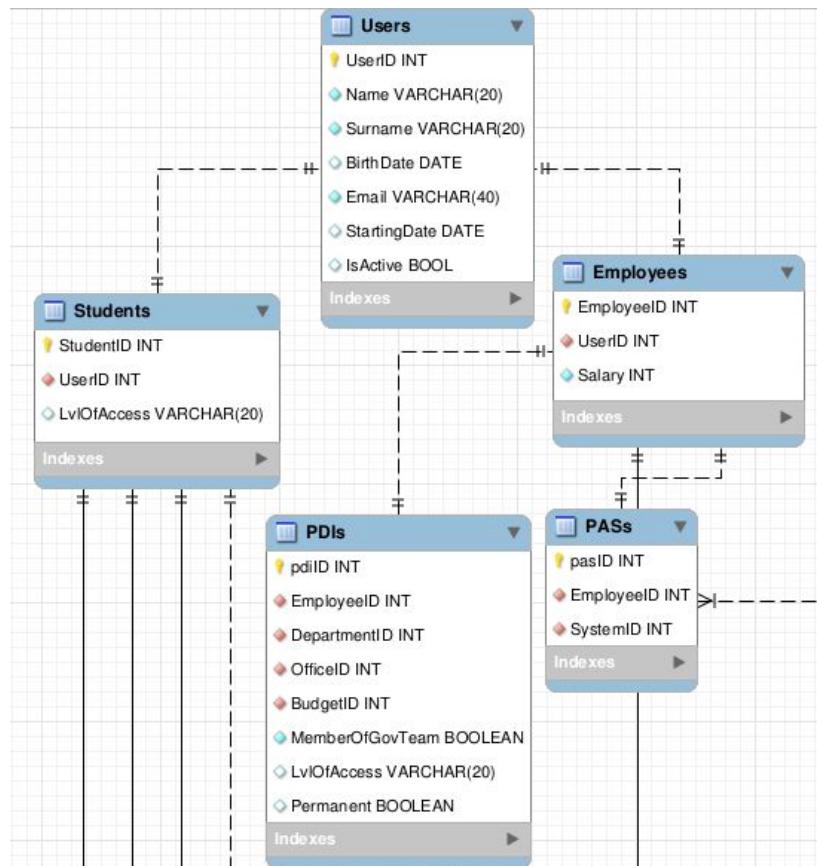 Users
UserID INT
Name VARCHAR(20)
Surname VARCHAR(20)
BirthDate DATE
Email VARCHAR(40)
StartingDate DATE
IsActive BOOL
Indexes
Students
StudentID INT
UserID INT
LvlOfAccess VARCHAR(20)
Indexes
Employees
EmployeeID INT
UserID INT
Salary INT
Indexes
PDIs
pdiID INT
EmployeeID INT
DepartmentID INT
OfficeID INT
BudgetID INT
MemberOfGovTeam BOOLEAN
LvlOfAccess VARCHAR(20)
Permanent BOOLEAN
Indexes
PASs
pasID INT
EmployeeID INT
SystemID INT
Indexes